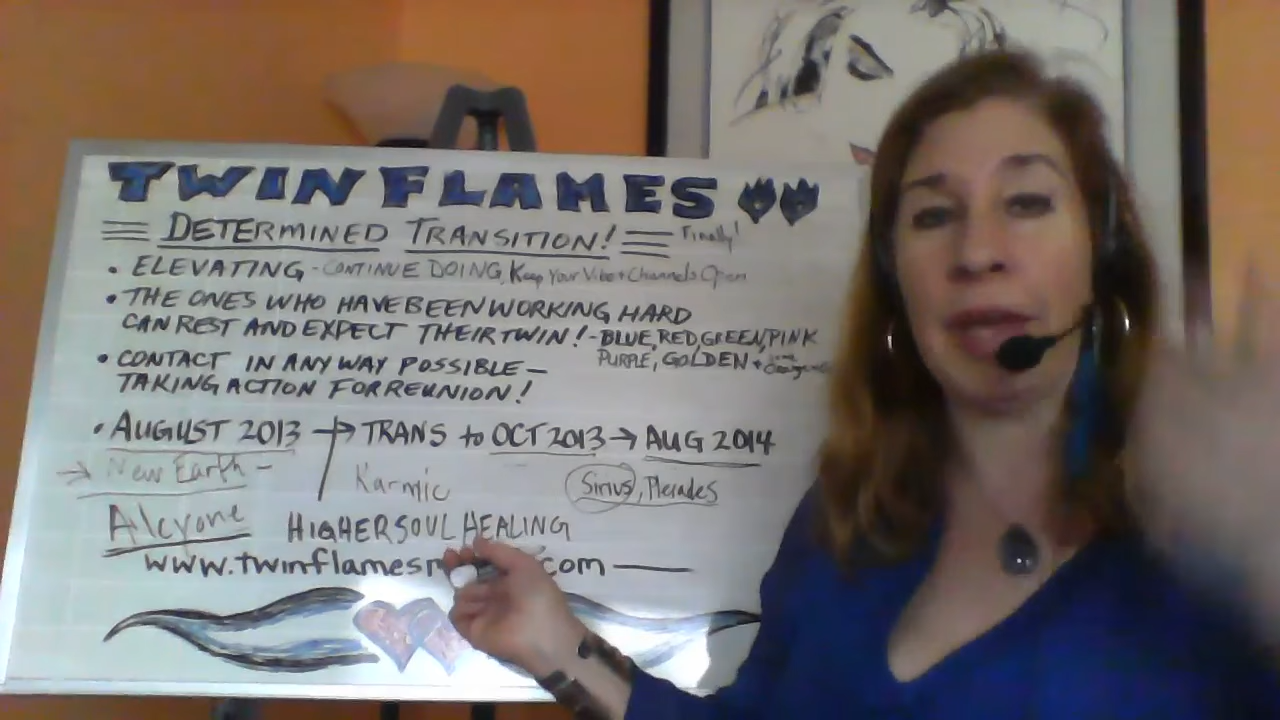 TWIN FLAMES
DETERMINED TRANSITION! Finally!
• ELEVATING - CONTINUE DOING, Keep Your Vibe + Channels Open
• THE ONES WHO HAVE BEEN WORKING HARD
CAN REST AND EXPECT THEIR TWIN! - BLUE, RED, GREEN, PINK
PURPLE, GOLDEN +
• CONTACT IN ANY WAY POSSIBLE -
TAKING ACTION FOR REUNION!
• AUGUST 2013 → TRANS to OCT 2013 → AUG 2014
→ New Earth - Karmic Sirius, Pleiades
Alcyone HIGHER SOUL HEALING
www.twinflames com